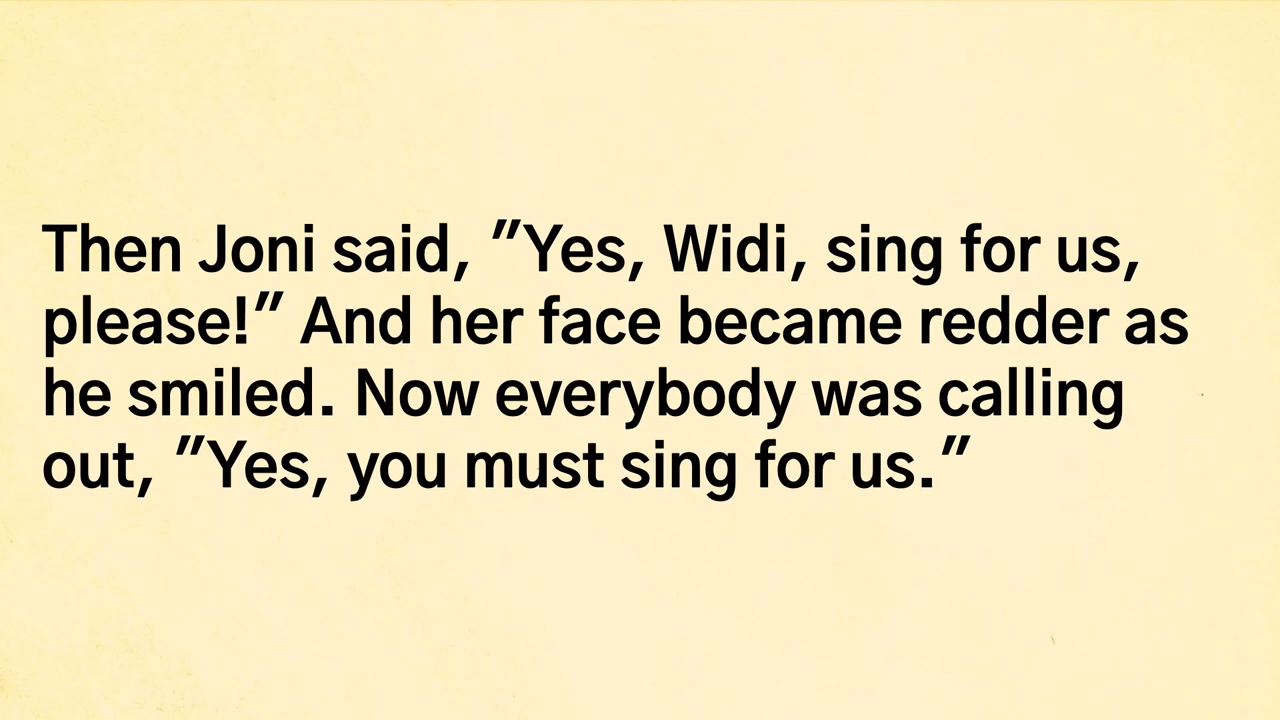 Then Joni said, "Yes, Widi, sing for us,
please!" And her face became redder as
he smiled. Now everybody was calling
out, "Yes, you must sing for us."